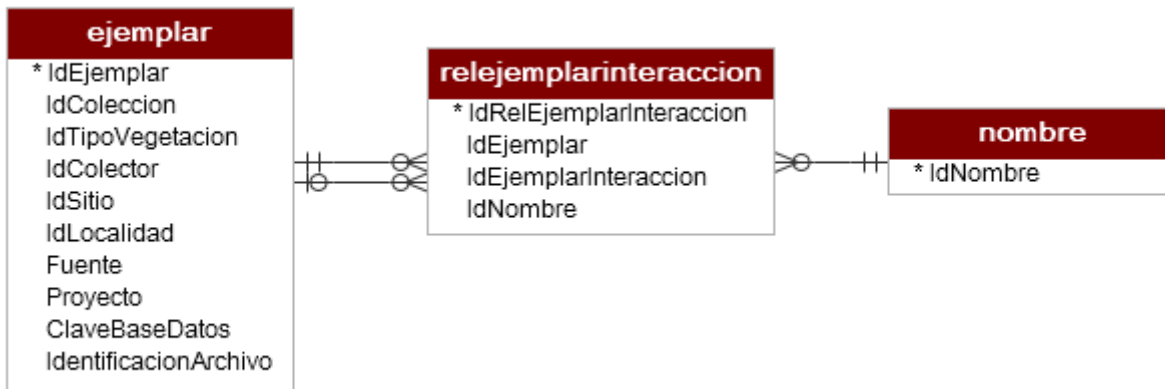 ejemplar
* IdEjemplar
IdColeccion
IdTipoVegetacion
IdColector
IdSitio
IdLocalidad
Fuente
Proyecto
ClaveBaseDatos
IdentificacionArchivo
relejemplarinteraccion
* IdRelEjemplarInteraccion
IdEjemplar
IdEjemplarInteraccion
IdNombre
nombre
* IdNombre